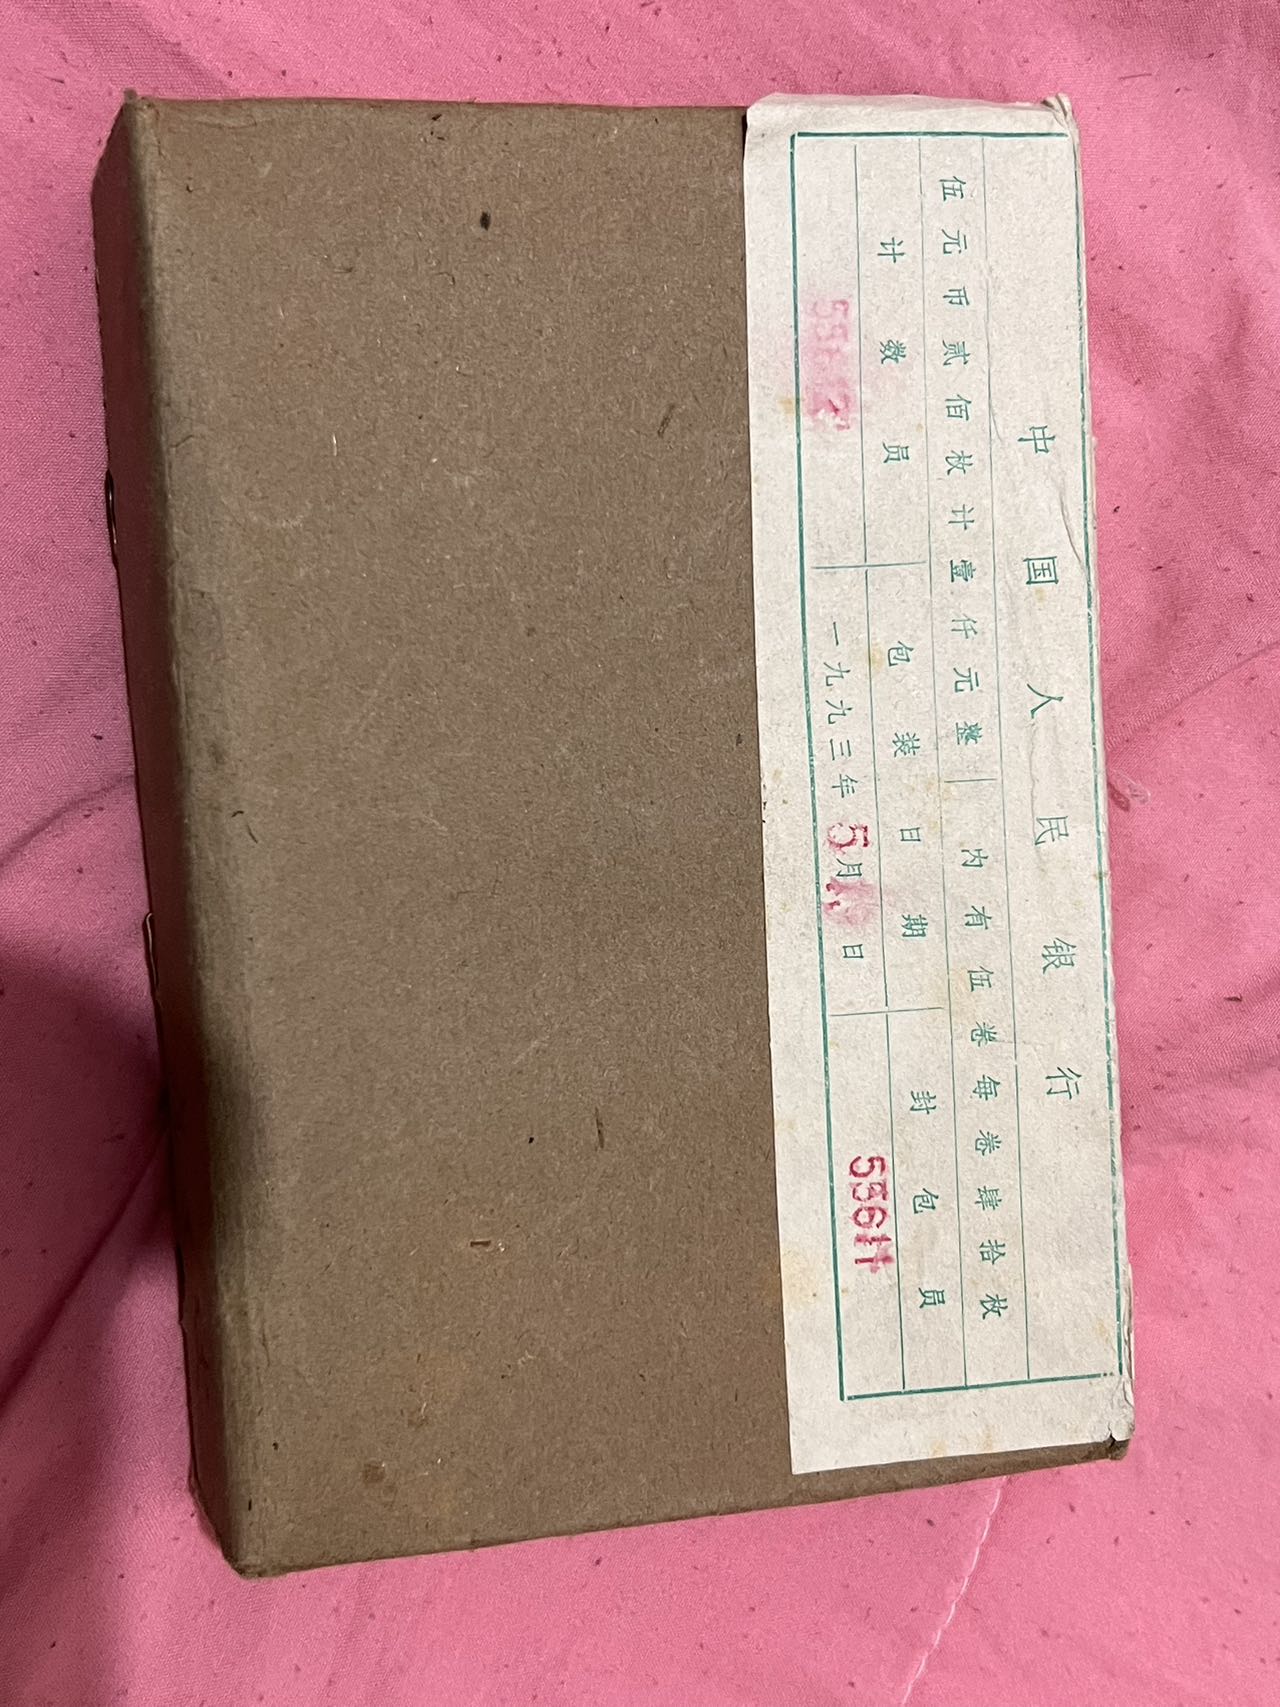 中国人民银行
伍元币贰佰枚计壹仟元整 内有伍卷每卷肆拾枚
计数员 包装日期 封包员
一九九三年5月 日 55611